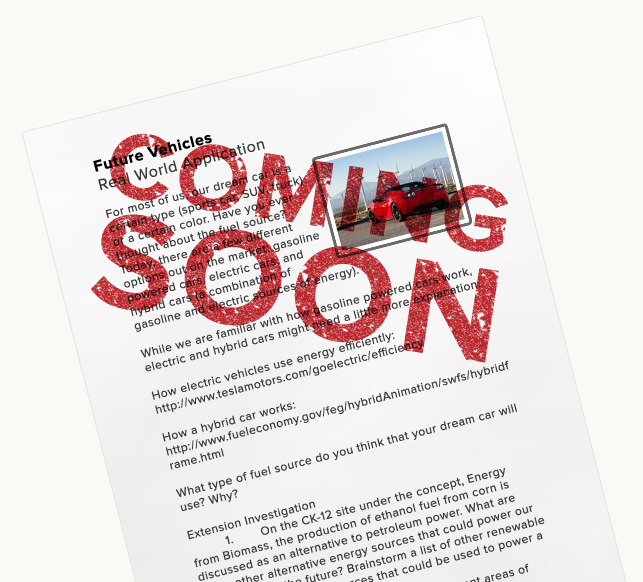 Future Vehicles
Real World Application
COMING
SOON
For most of us, our dream car is a
certain type (sports car, SUV, truck)
or a certain color. Have you ever
thought about the fuel source?
Today, there are a few different
options out on the market: gasoline
powered cars, electric cars, and
hybrid cars (a combination of
gasoline and electric sources of energy).
While we are familiar with how gasoline powered cars work,
electric and hybrid cars might need a little more explanation.
How electric vehicles use energy efficiently:
http://www.teslamotors.com/goelectric/efficiency
How a hybrid car works:
http://www.fueleconomy.gov/feg/hybridAnimation/swfs/hybridf
rame.html
What type of fuel source do you think that your dream car will
use? Why?
Extension Investigation
1. On the CK-12 site under the concept, Energy
from Biomass, the production of ethanol fuel from corn is
discussed as an alternative to petroleum power. What are
other alternative energy sources that could power our
the future? Brainstorm a list of other renewable
rces that could be used to power a
nt areas of